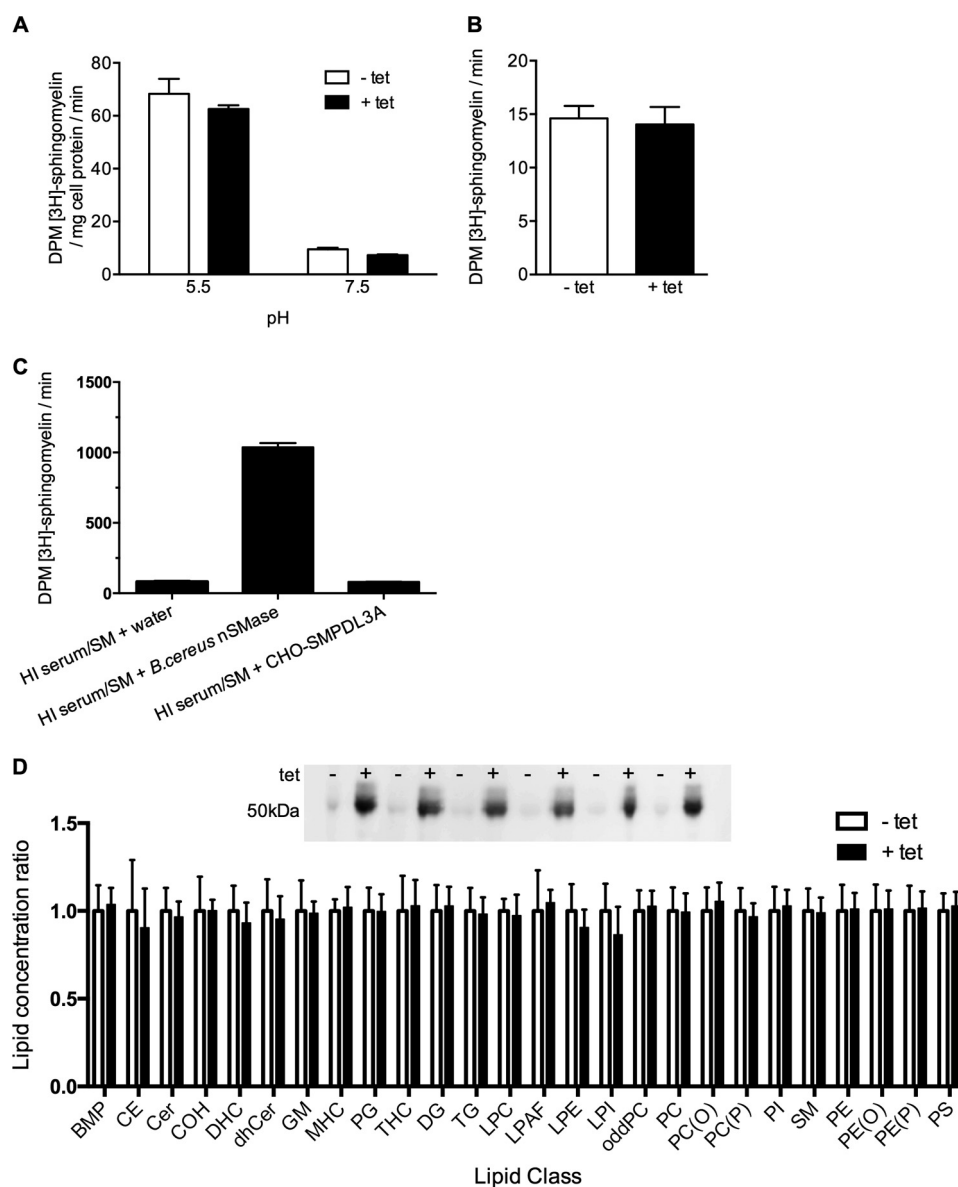 A
DPM [3H]-sphingomyelin
/ mg cell protein / min
80
60
40
20
0
- tet
+ tet
5.5
7.5
pH
B
DPM [3H]-sphingomyelin / min
20
15
10
5
0
- tet
+ tet
C
DPM [3H]-sphingomyelin / min
1500
1000
500
0
HI serum/SM + water
HI serum/SM + B.cereus nSMase
HI serum/SM + CHO-SMPDL3A
D
tet
- + - + - + - + - + - +
50kDa
- tet
+ tet
Lipid concentration ratio
1.5
1.0
0.5
0.0
BMP
CE
Cer
COH
DHC
dhCer
GM
MHC
PG
THC
DG
TG
LPC
LPAF
LPE
LPI
oddPC
PC
PC(O)
PC(P)
PI
SM
PE
PE(O)
PE(P)
PS
Lipid Class